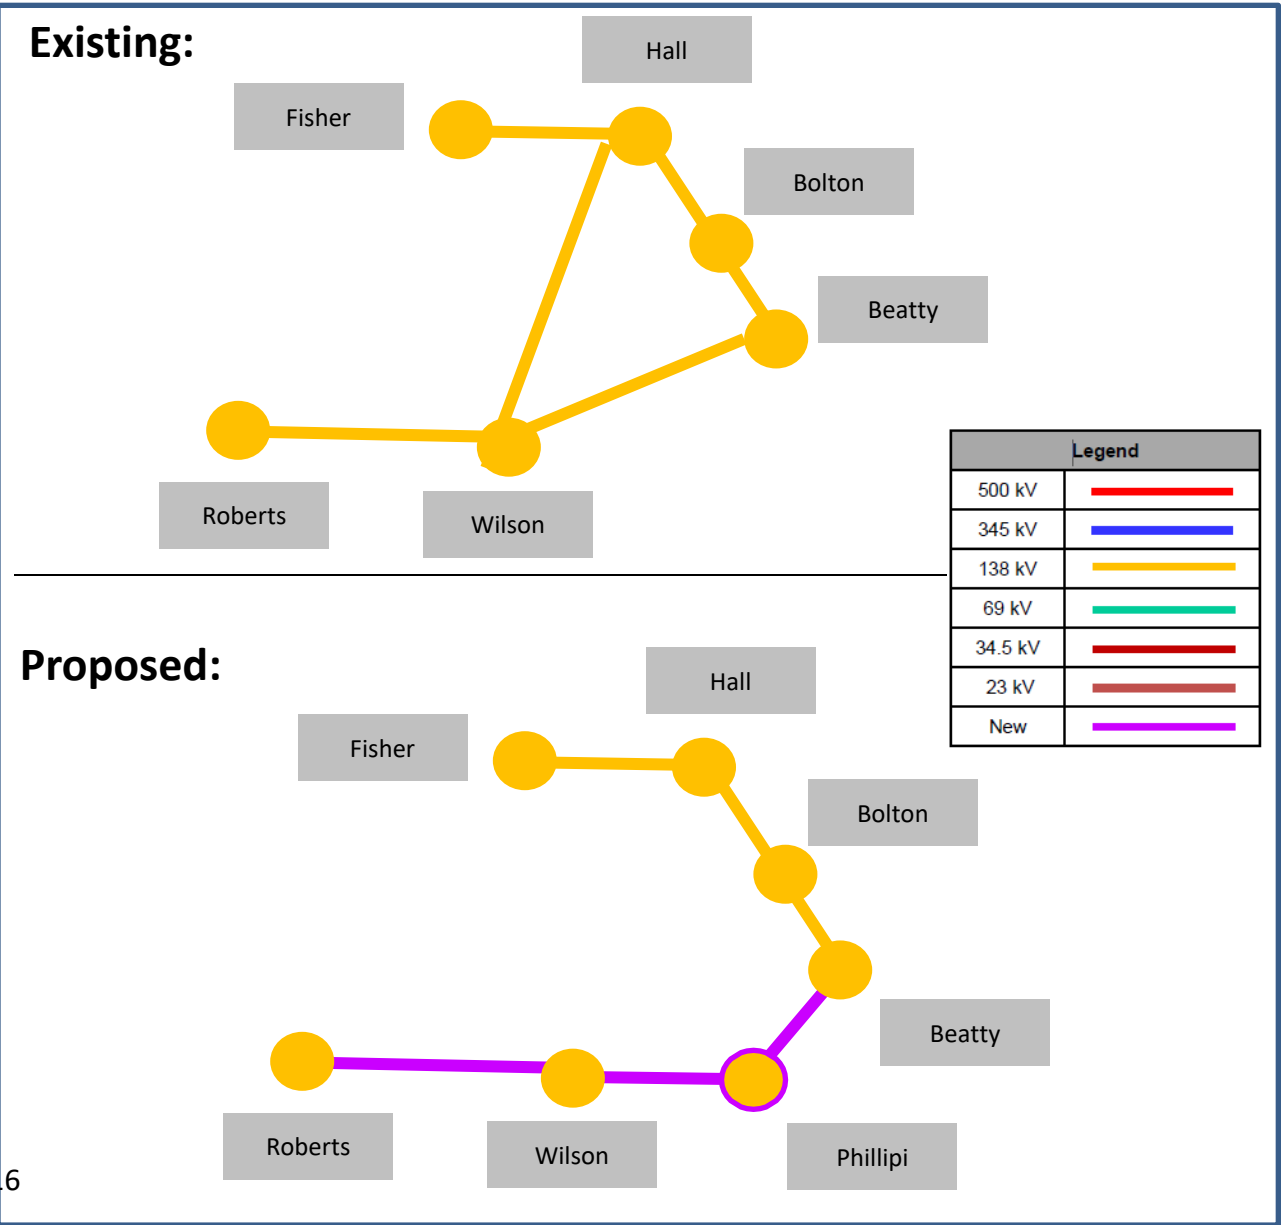 Existing:
Hall
Fisher
Bolton
Beatty
Roberts
Wilson
Legend
500 kV
345 kV
138 kV
69 kV
34.5 kV
23 kV
New
Proposed:
Hall
Fisher
Bolton
Beatty
Roberts
Wilson
Phillipi
6